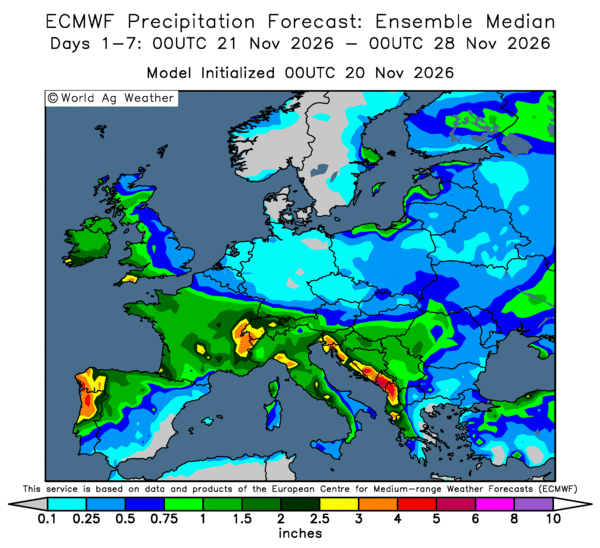 ECMWF Precipitation Forecast: Ensemble Median
Days 1–7: 00UTC 21 Nov 2026 – 00UTC 28 Nov 2026
Model Initialized 00UTC 20 Nov 2026
©World Ag Weather
This service is based on data and products of the European Centre for Medium-range Weather Forecasts (ECMWF)
0.1 0.25 0.5 0.75 1 1.5 2 2.5 3 4 5 6 8 10
inches